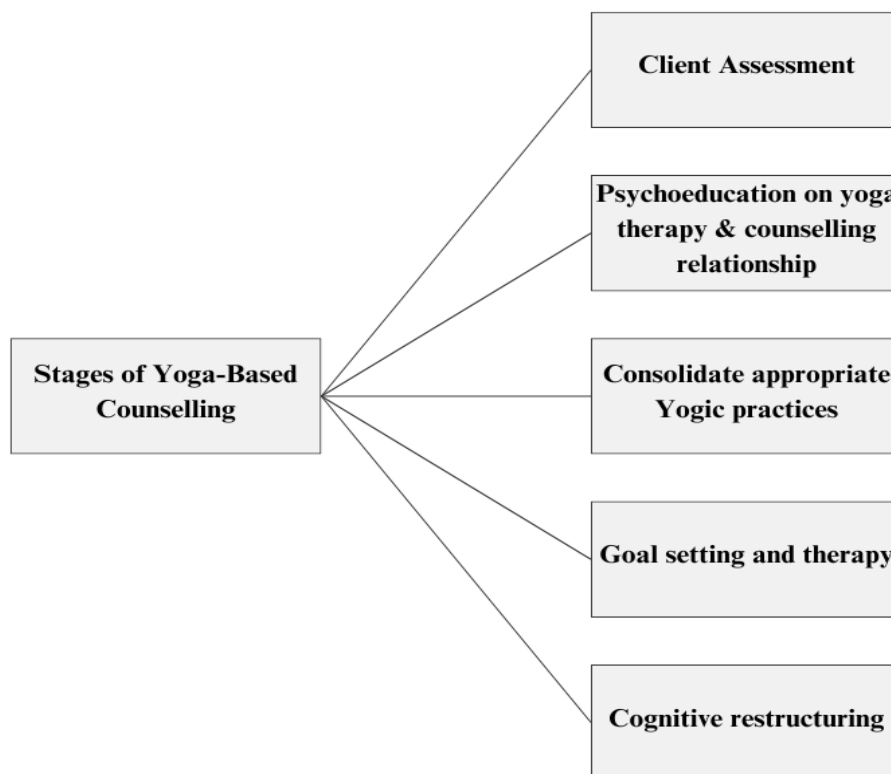 Client Assessment
Psychoeducation on yoga
therapy & counselling
relationship
Stages of Yoga-Based
Counselling
Consolidate appropriate
Yogic practices
Goal setting and therapy
Cognitive restructuring